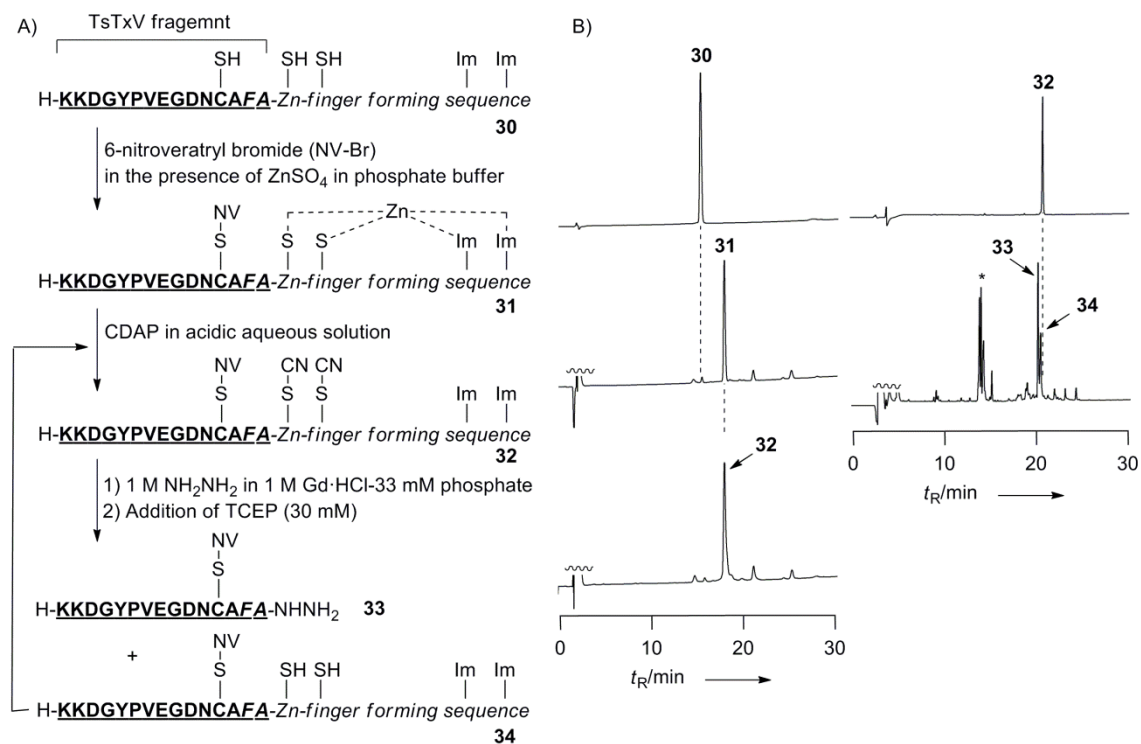 A)
TsTxV fragemnt
SH SH SH Im Im
H-KKDGYPVEGDNCAFA-Zn-finger forming sequence
30
6-nitroveratryl bromide (NV-Br)
in the presence of ZnSO4 in phosphate buffer
NV Zn
S S S Im Im
H-KKDGYPVEGDNCAFA-Zn-finger forming sequence
31
CDAP in acidic aqueous solution
NV CN CN
S S S Im Im
H-KKDGYPVEGDNCAFA-Zn-finger forming sequence
32
1) 1 M NH2NH2 in 1 M Gd·HCl-33 mM phosphate
2) Addition of TCEP (30 mM)
NV
S
H-KKDGYPVEGDNCAFA-NHNH2 33
+
NV
S SH SH Im Im
H-KKDGYPVEGDNCAFA-Zn-finger forming sequence
34
B)
30
31
32
0 10 20 30
tR/min
32
33
*
34
0 10 20 30
tR/min